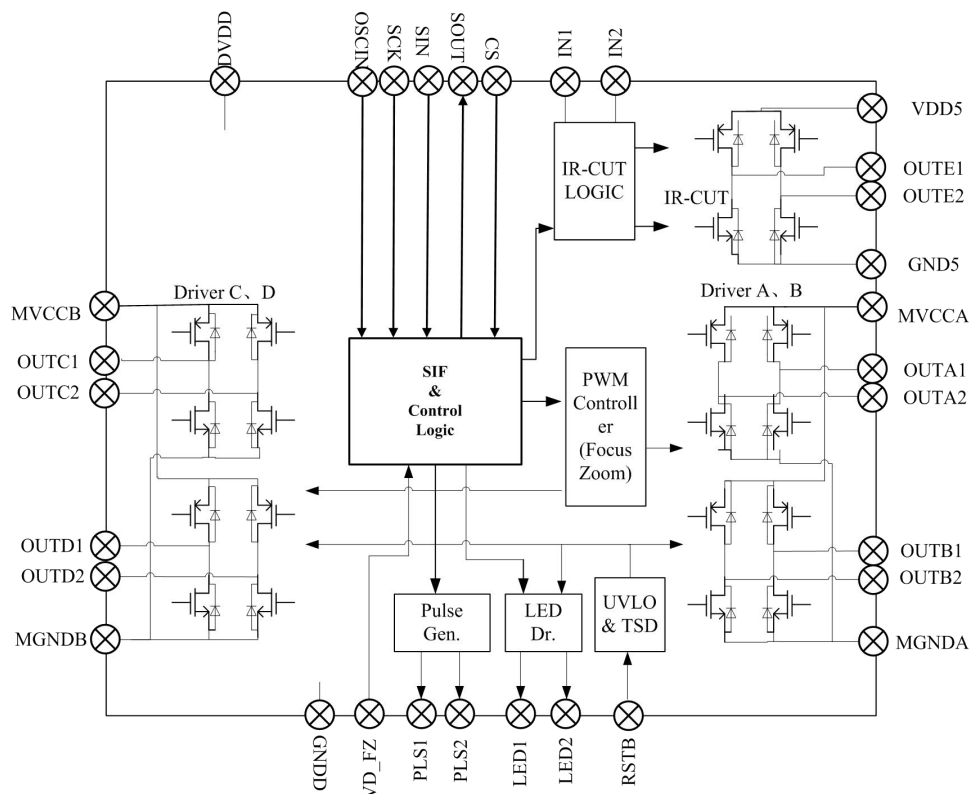 DVDD
OSCIN
SCK
SIN
SOUT
CS
IN1
IN2
VDD5
OUTE1
OUTE2
GND5
IR-CUT
LOGIC
IR-CUT
Driver C、D
Driver A、B
MVCCB
OUTC1
OUTC2
OUTD1
OUTD2
MGNDB
SIF
&
Control
Logic
PWM
Controll
er
(Focus
Zoom)
MVCCA
OUTA1
OUTA2
OUTB1
OUTB2
MGNDA
Pulse
Gen.
LED
Dr.
UVLO
& TSD
GNDD
VD_FZ
PLS1
PLS2
LED1
LED2
RSTB